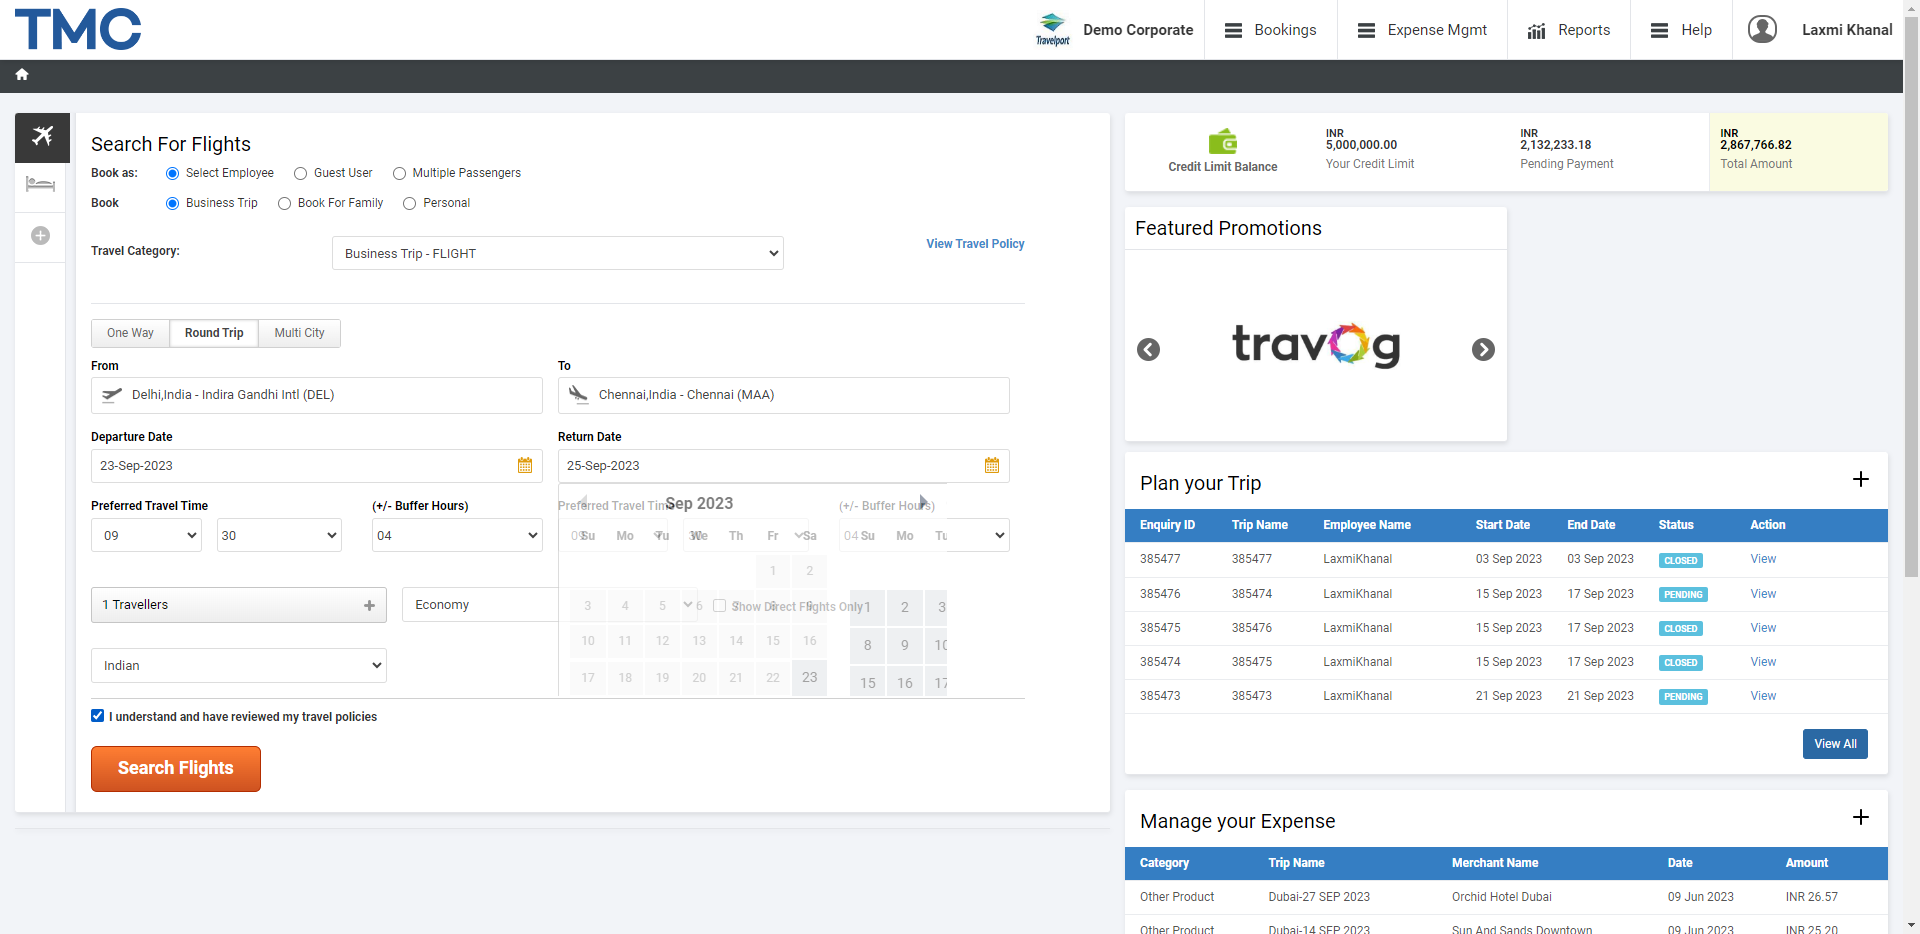 TMC
Travelport
Demo Corporate
Bookings
Expense Mgmt
Reports
Help
Laxmi Khanal
Search For Flights
Book as: Select Employee Guest User Multiple Passengers
Book Business Trip Book For Family Personal
Travel Category: Business Trip - FLIGHT View Travel Policy
One Way Round Trip Multi City
From To
Delhi,India - Indira Gandhi Intl (DEL) Chennai,India - Chennai (MAA)
Departure Date Return Date
23-Sep-2023 25-Sep-2023
Preferred Travel Time (+/- Buffer Hours) Preferred Travel Time Sep 2023 (+/- Buffer Hours)
09 30 04 09 30 04
Su Mo Tu We Th Fr Sa Su Mo Tu
1 2
1 Travellers Economy Show Direct Flights Only
3 4 5 6 7 8 9 1 2 3
10 11 12 13 14 15 16 8 9 10
Indian
17 18 19 20 21 22 23 15 16 17
I understand and have reviewed my travel policies
Search Flights
Credit Limit Balance
INR
5,000,000.00
Your Credit Limit
INR
2,132,233.18
Pending Payment
INR
2,867,766.82
Total Amount
Featured Promotions
travog
Plan your Trip
Enquiry ID Trip Name Employee Name Start Date End Date Status Action
385477 385477 LaxmiKhanal 03 Sep 2023 03 Sep 2023 CLOSED View
385476 385474 LaxmiKhanal 15 Sep 2023 17 Sep 2023 PENDING View
385475 385476 LaxmiKhanal 15 Sep 2023 17 Sep 2023 CLOSED View
385474 385475 LaxmiKhanal 15 Sep 2023 17 Sep 2023 CLOSED View
385473 385473 LaxmiKhanal 21 Sep 2023 21 Sep 2023 PENDING View
View All
Manage your Expense
Category Trip Name Merchant Name Date Amount
Other Product Dubai-27 SEP 2023 Orchid Hotel Dubai 09 Jun 2023 INR 26.57
Other Product Dubai-14 SEP 2023 Sun And Sands Downtown 09 Jun 2023 INR 25.20